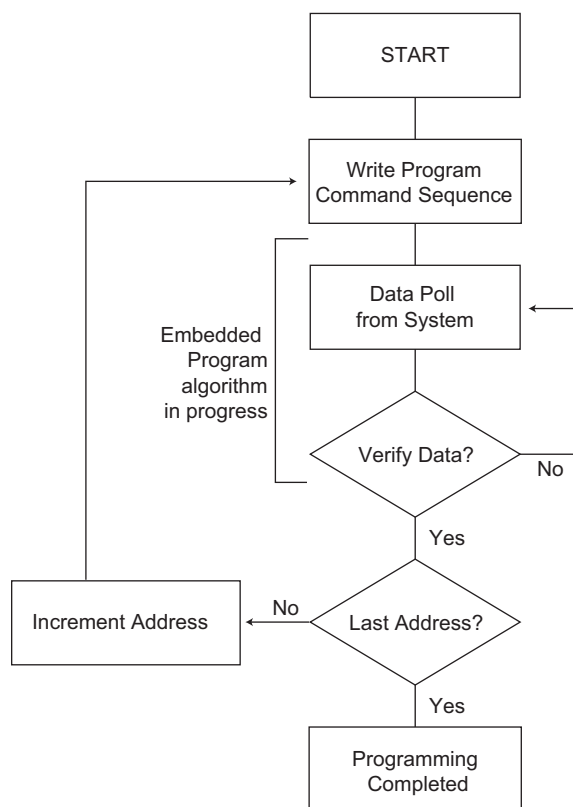 START
Write Program
Command Sequence
Data Poll
from System
Embedded
Program
algorithm
in progress
Verify Data?
No
Yes
Increment Address
No
Last Address?
Yes
Programming
Completed